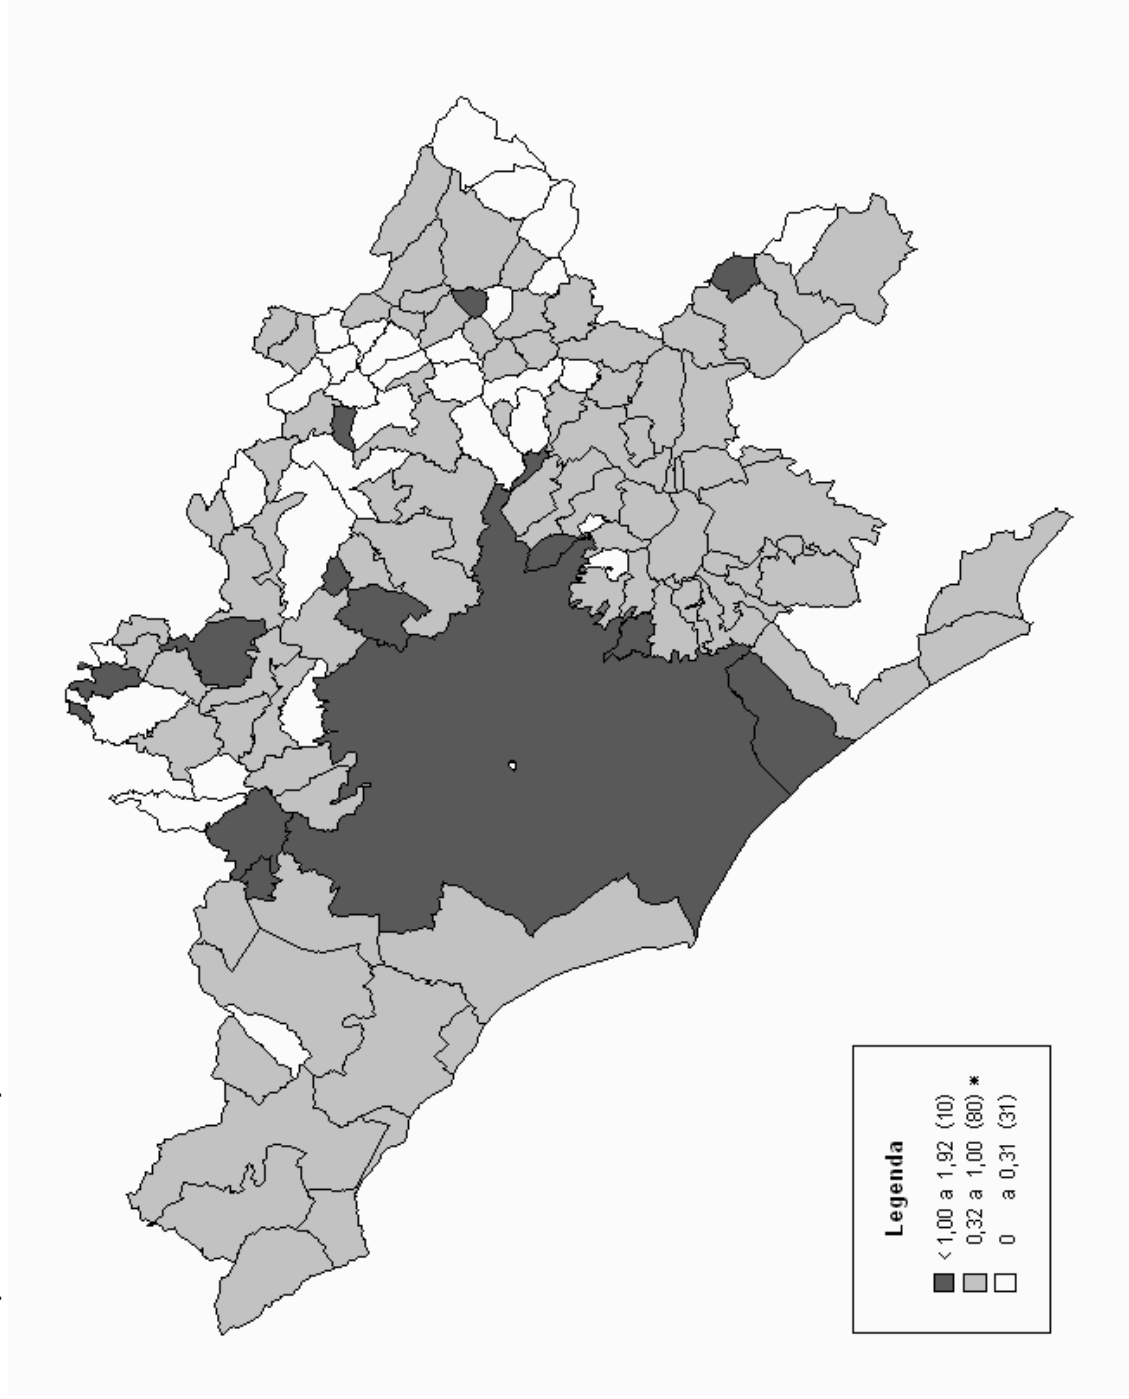 Legenda
< 1,00 a 1,92 (10)
0,32 a 1,00 (80) *
0 a 0,31 (31)